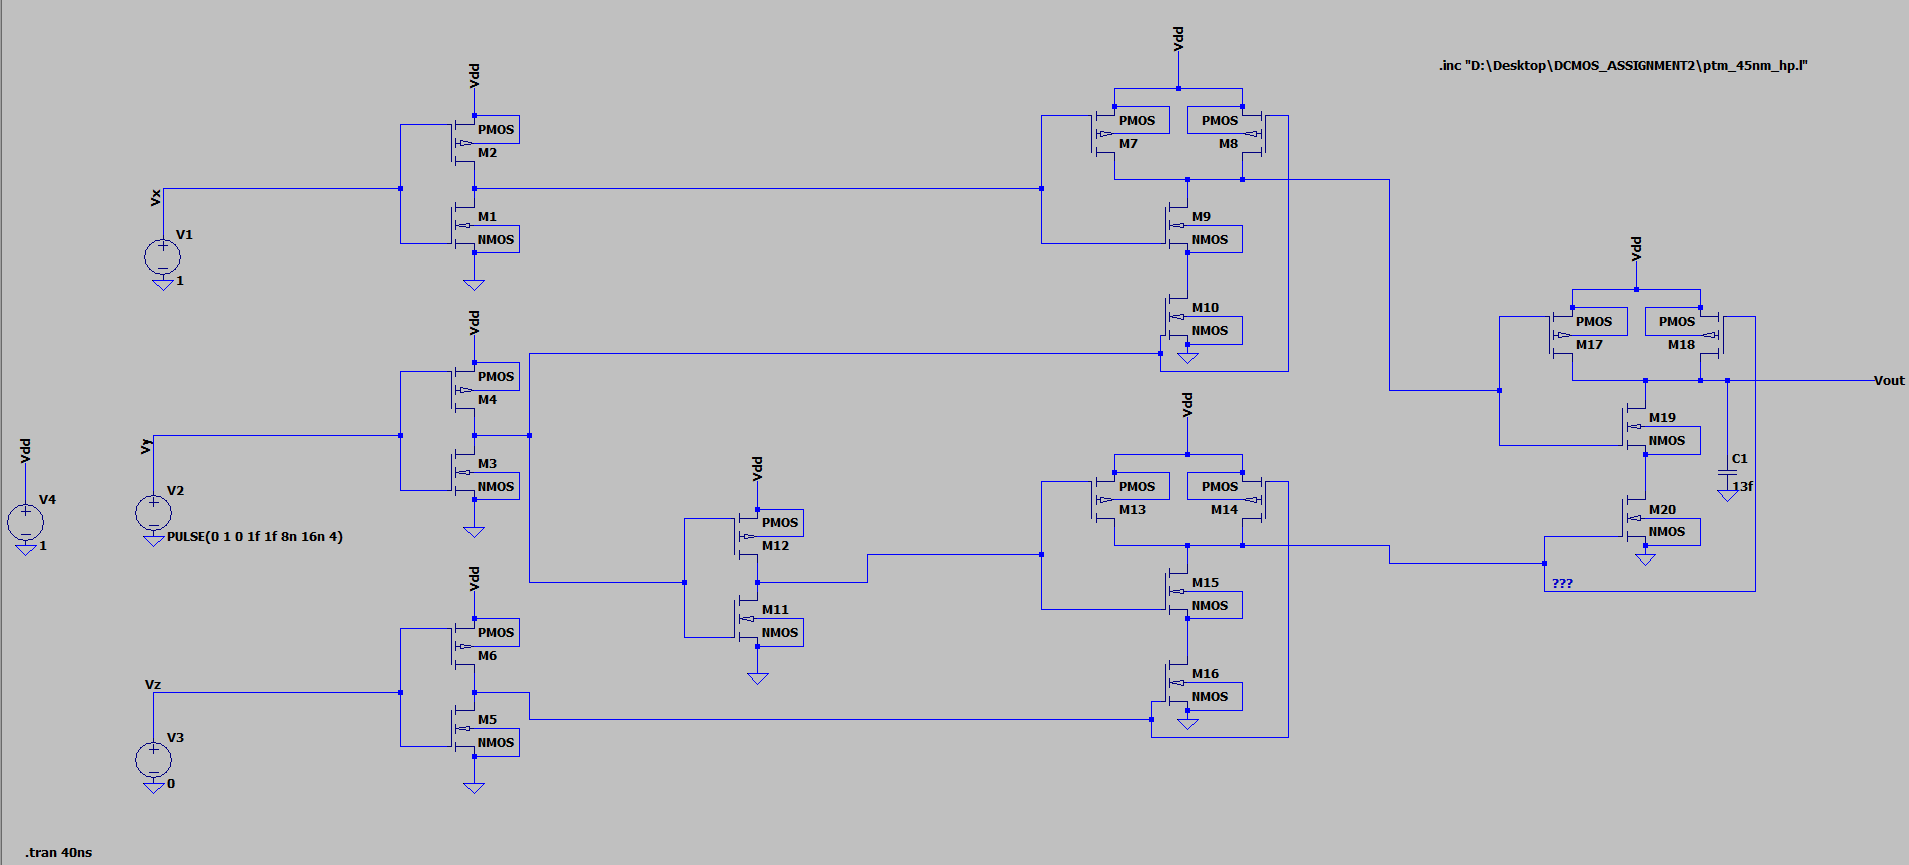 Vdd
.inc "D:\Desktop\DCMOS_ASSIGNMENT2\ptm_45nm_hp.l"
Vdd
PMOS
M2
PMOS
M7
PMOS
M8
Vx
V1
1
M1
NMOS
M9
NMOS
Vdd
M10
NMOS
Vdd
PMOS
M17
PMOS
M18
Vout
PMOS
M4
Vy
M3
NMOS
Vdd
M19
NMOS
C1
13f
Vdd
V4
1
V2
PULSE(0 1 0 1f 1f 8n 16n 4)
Vdd
PMOS
M12
PMOS
M13
PMOS
M14
M20
NMOS
Vdd
PMOS
M6
M11
NMOS
M15
NMOS
???
Vz
V3
0
M5
NMOS
M16
NMOS
.tran 40ns